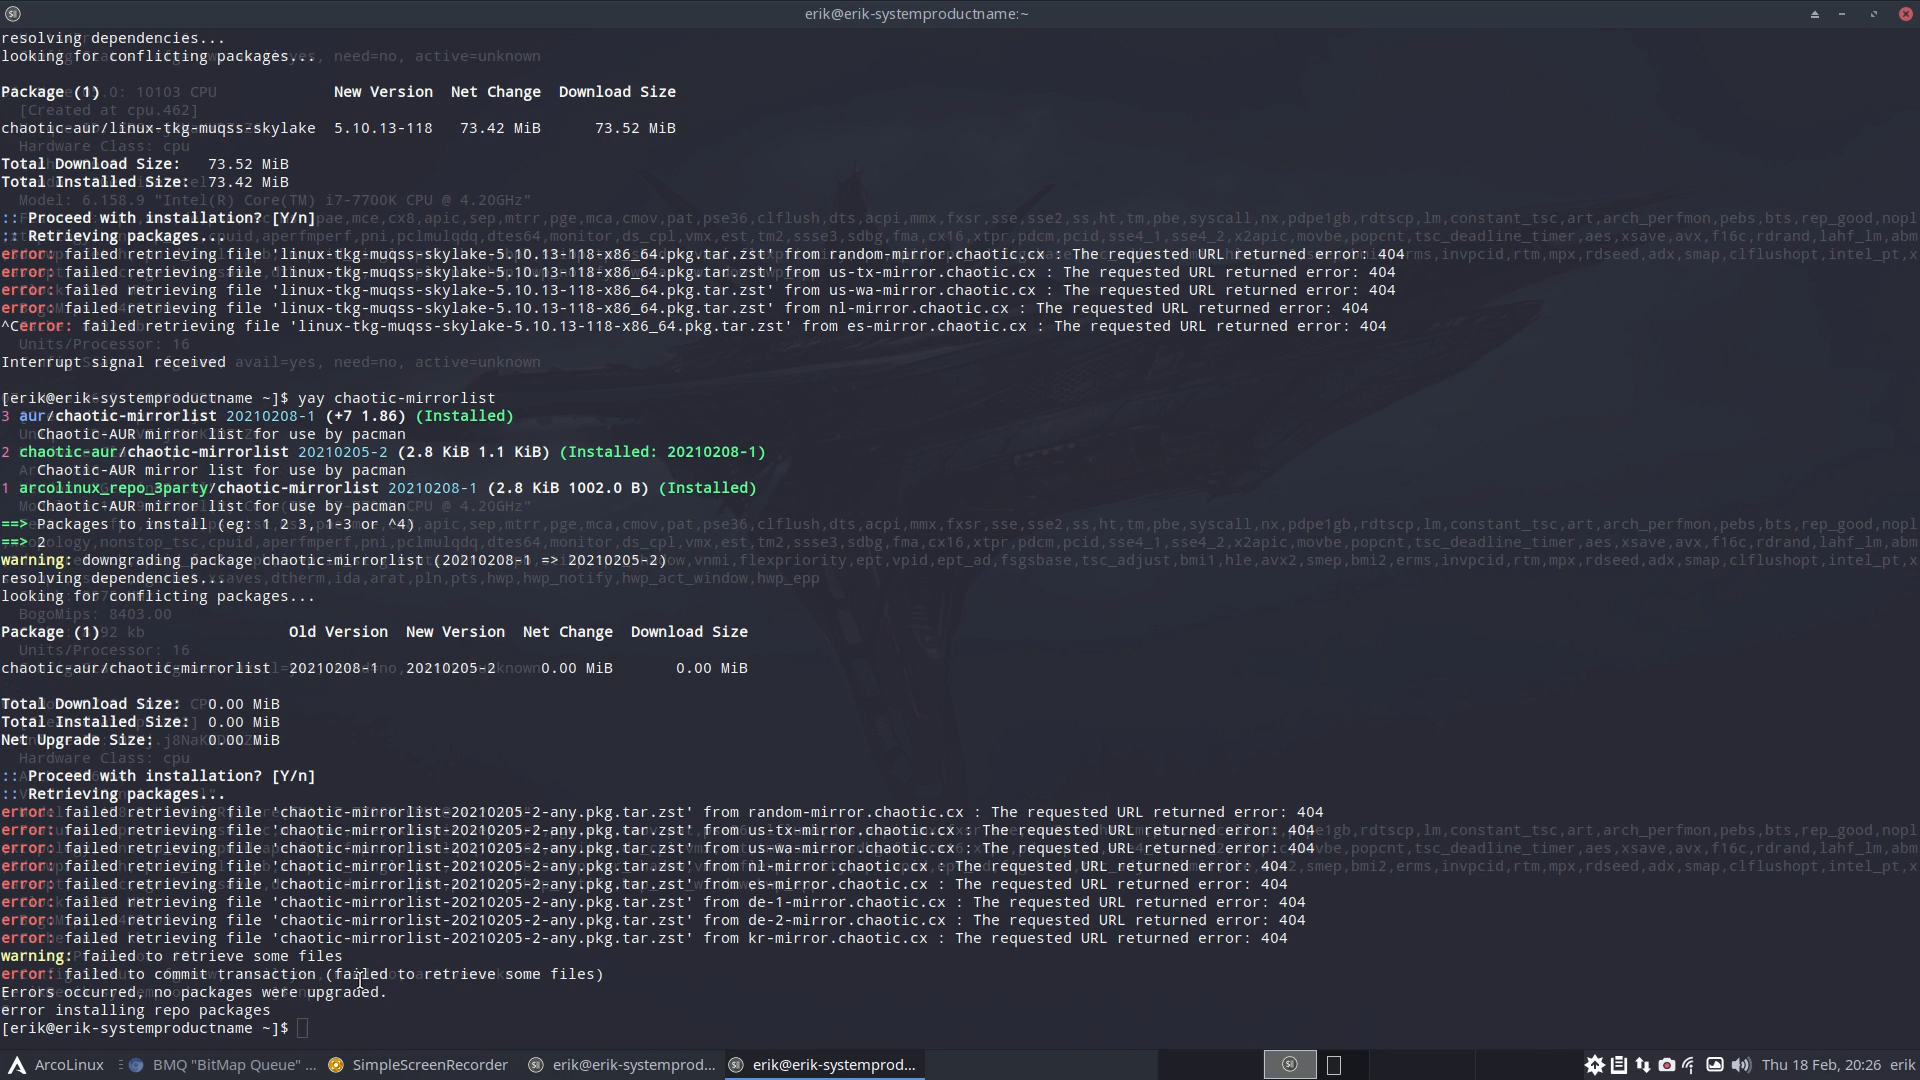 erik@erik-systemproductname:~
resolving dependencies...
looking for conflicting packages...
Package (1) New Version Net Change Download Size
chaotic-aur/linux-tkg-muqss-skylake 5.10.13-118 73.42 MiB 73.52 MiB
Total Download Size: 73.52 MiB
Total Installed Size: 73.42 MiB
:: Proceed with installation? [Y/n]
:: Retrieving packages...
error: failed retrieving file 'linux-tkg-muqss-skylake-5.10.13-118-x86_64.pkg.tar.zst' from random-mirror.chaotic.cx : The requested URL returned error: 404
error: failed retrieving file 'linux-tkg-muqss-skylake-5.10.13-118-x86_64.pkg.tar.zst' from us-tx-mirror.chaotic.cx : The requested URL returned error: 404
error: failed retrieving file 'linux-tkg-muqss-skylake-5.10.13-118-x86_64.pkg.tar.zst' from us-wa-mirror.chaotic.cx : The requested URL returned error: 404
error: failed retrieving file 'linux-tkg-muqss-skylake-5.10.13-118-x86_64.pkg.tar.zst' from nl-mirror.chaotic.cx : The requested URL returned error: 404
^Cerror: failed retrieving file 'linux-tkg-muqss-skylake-5.10.13-118-x86_64.pkg.tar.zst' from es-mirror.chaotic.cx : The requested URL returned error: 404
Interrupt signal received
[erik@erik-systemproductname ~]$ yay chaotic-mirrorlist
3 aur/chaotic-mirrorlist 20210208-1 (+7 1.86) (Installed)
Chaotic-AUR mirror list for use by pacman
2 chaotic-aur/chaotic-mirrorlist 20210205-2 (2.8 KiB 1.1 KiB) (Installed: 20210208-1)
Chaotic-AUR mirror list for use by pacman
1 arcolinux_repo_3party/chaotic-mirrorlist 20210208-1 (2.8 KiB 1002.0 B) (Installed)
Chaotic-AUR mirror list for use by pacman
==> Packages to install (eg: 1 2 3, 1-3 or ^4)
==> 2
warning: downgrading package chaotic-mirrorlist (20210208-1 => 20210205-2)
resolving dependencies...
looking for conflicting packages...
Package (1) Old Version New Version Net Change Download Size
chaotic-aur/chaotic-mirrorlist 20210208-1 20210205-2 0.00 MiB 0.00 MiB
Total Download Size: 0.00 MiB
Total Installed Size: 0.00 MiB
Net Upgrade Size: 0.00 MiB
:: Proceed with installation? [Y/n]
:: Retrieving packages...
error: failed retrieving file 'chaotic-mirrorlist-20210205-2-any.pkg.tar.zst' from random-mirror.chaotic.cx : The requested URL returned error: 404
error: failed retrieving file 'chaotic-mirrorlist-20210205-2-any.pkg.tar.zst' from us-tx-mirror.chaotic.cx : The requested URL returned error: 404
error: failed retrieving file 'chaotic-mirrorlist-20210205-2-any.pkg.tar.zst' from us-wa-mirror.chaotic.cx : The requested URL returned error: 404
error: failed retrieving file 'chaotic-mirrorlist-20210205-2-any.pkg.tar.zst' from nl-mirror.chaotic.cx : The requested URL returned error: 404
error: failed retrieving file 'chaotic-mirrorlist-20210205-2-any.pkg.tar.zst' from es-mirror.chaotic.cx : The requested URL returned error: 404
error: failed retrieving file 'chaotic-mirrorlist-20210205-2-any.pkg.tar.zst' from de-1-mirror.chaotic.cx : The requested URL returned error: 404
error: failed retrieving file 'chaotic-mirrorlist-20210205-2-any.pkg.tar.zst' from de-2-mirror.chaotic.cx : The requested URL returned error: 404
error: failed retrieving file 'chaotic-mirrorlist-20210205-2-any.pkg.tar.zst' from kr-mirror.chaotic.cx : The requested URL returned error: 404
warning: failed to retrieve some files
error: failed to commit transaction (failed to retrieve some files)
Errors occurred, no packages were upgraded.
error installing repo packages
[erik@erik-systemproductname ~]$
ArcoLinux BMQ "BitMap Queue" ... SimpleScreenRecorder erik@erik-systemprod... erik@erik-systemprod... Thu 18 Feb, 20:26 erik